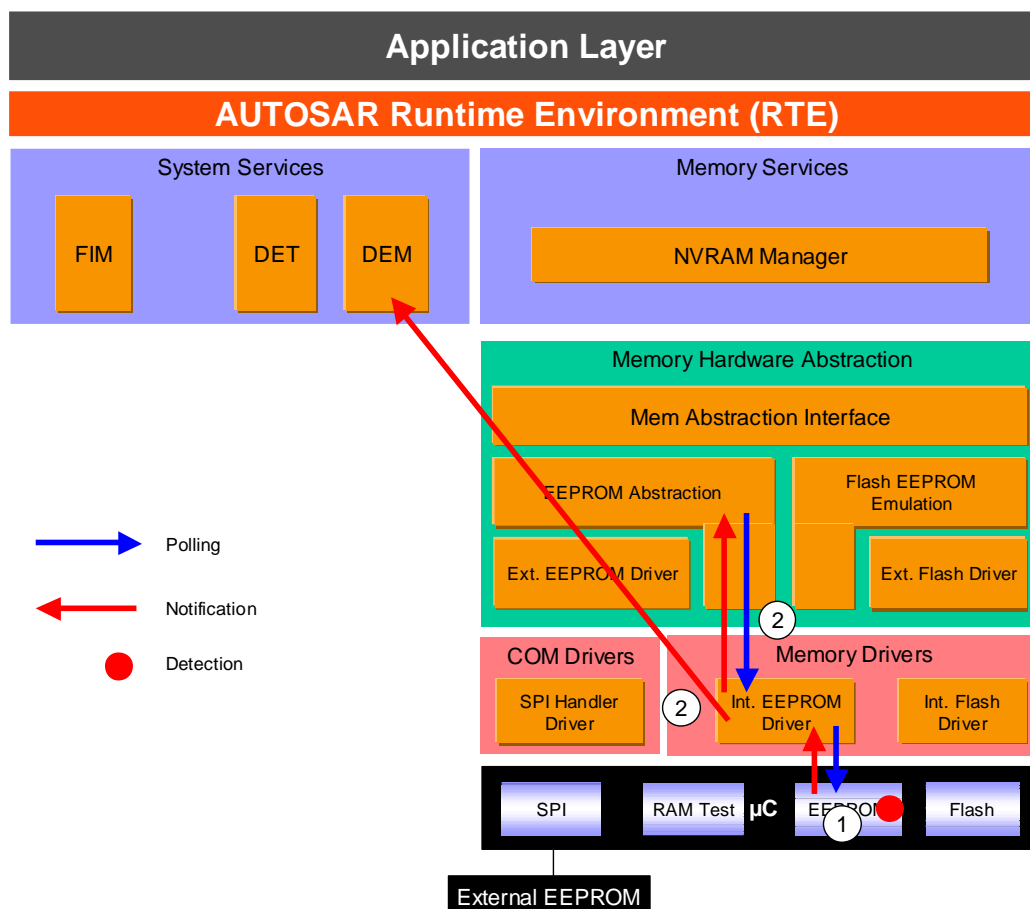 Application Layer
AUTOSAR Runtime Environment (RTE)
System Services
Memory Services
FIM
DET
DEM
NVRAM Manager
Memory Hardware Abstraction
Mem Abstraction Interface
EEPROM Abstraction
Flash EEPROM
Emulation
Ext. EEPROM Driver
Ext. Flash Driver
Polling
Notification
Detection
2
COM Drivers
Memory Drivers
SPI Handler
Driver
2
Int. EEPROM
Driver
Int. Flash
Driver
SPI
RAM Test
µC
EEPROM
1
Flash
External EEPROM